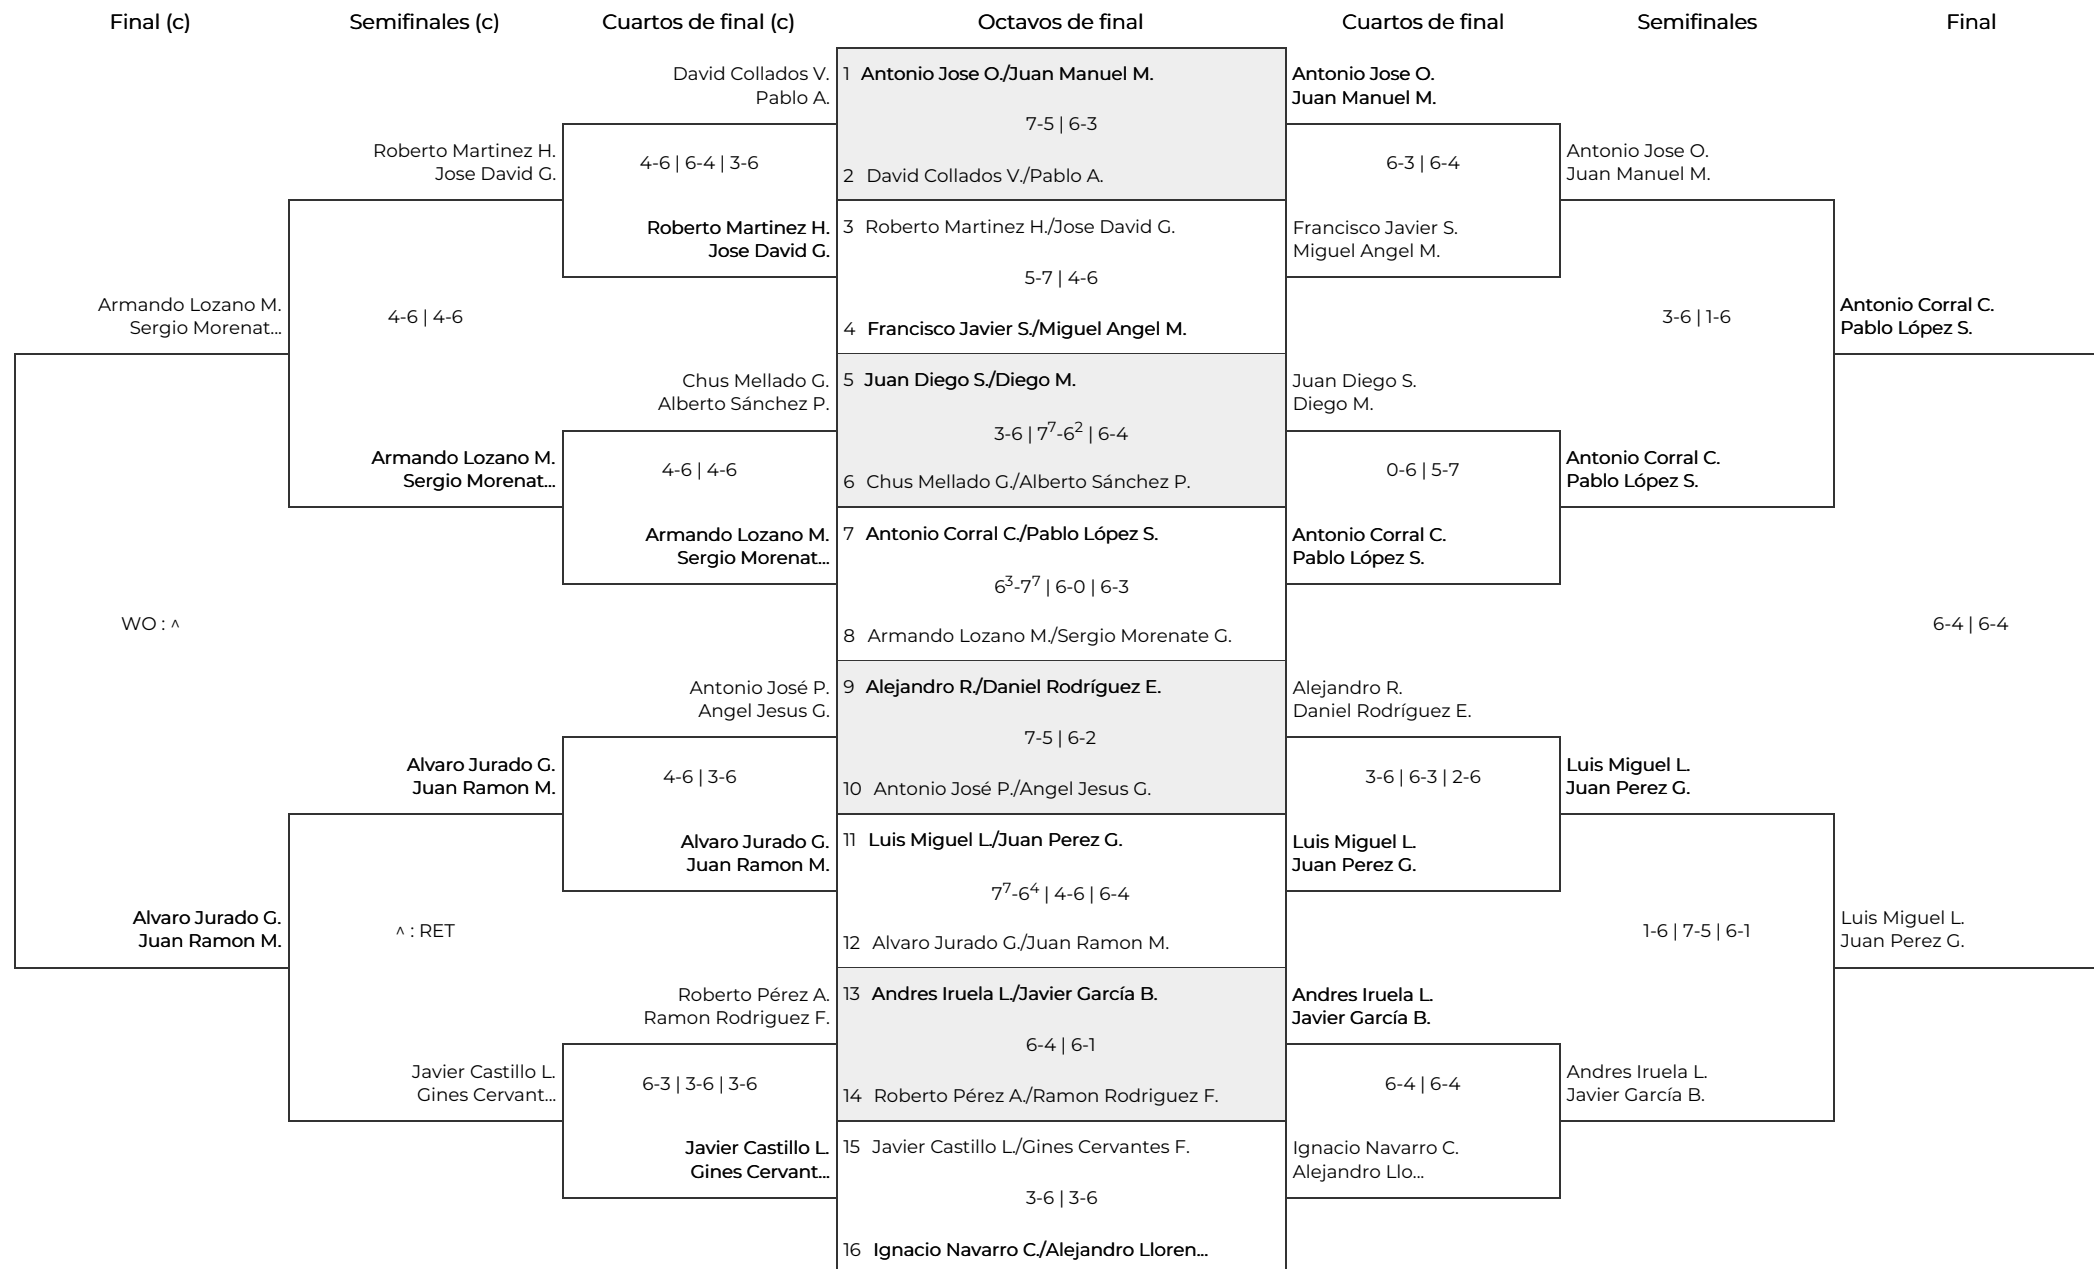 Final (c)
Semifinales (c)
Cuartos de final (c)
Octavos de final
Cuartos de final
Semifinales
Final
Armando Lozano M.
Sergio Morenat...
WO : ^
Alvaro Jurado G.
Juan Ramon M.
Roberto Martinez H.
Jose David G.
4-6 | 4-6
Armando Lozano M.
Sergio Morenat...
Alvaro Jurado G.
Juan Ramon M.
^ : RET
Javier Castillo L.
Gines Cervant...
David Collados V.
Pablo A.
4-6 | 6-4 | 3-6
Roberto Martinez H.
Jose David G.
Chus Mellado G.
Alberto Sánchez P.
4-6 | 4-6
Armando Lozano M.
Sergio Morenat...
Antonio José P.
Angel Jesus G.
4-6 | 3-6
Alvaro Jurado G.
Juan Ramon M.
Roberto Pérez A.
Ramon Rodriguez F.
6-3 | 3-6 | 3-6
Javier Castillo L.
Gines Cervant...
1 Antonio Jose O./Juan Manuel M.
7-5 | 6-3
2 David Collados V./Pablo A.
3 Roberto Martinez H./Jose David G.
5-7 | 4-6
4 Francisco Javier S./Miguel Angel M.
5 Juan Diego S./Diego M.
3-6 | 7⁷-6² | 6-4
6 Chus Mellado G./Alberto Sánchez P.
7 Antonio Corral C./Pablo López S.
6³-7⁷ | 6-0 | 6-3
8 Armando Lozano M./Sergio Morenate G.
9 Alejandro R./Daniel Rodríguez E.
7-5 | 6-2
10 Antonio José P./Angel Jesus G.
11 Luis Miguel L./Juan Perez G.
7⁷-6⁴ | 4-6 | 6-4
12 Alvaro Jurado G./Juan Ramon M.
13 Andres Iruela L./Javier García B.
6-4 | 6-1
14 Roberto Pérez A./Ramon Rodriguez F.
15 Javier Castillo L./Gines Cervantes F.
3-6 | 3-6
16 Ignacio Navarro C./Alejandro Lloren...
Antonio Jose O.
Juan Manuel M.
6-3 | 6-4
Francisco Javier S.
Miguel Angel M.
Juan Diego S.
Diego M.
0-6 | 5-7
Antonio Corral C.
Pablo López S.
Alejandro R.
Daniel Rodríguez E.
3-6 | 6-3 | 2-6
Luis Miguel L.
Juan Perez G.
Andres Iruela L.
Javier García B.
6-4 | 6-4
Ignacio Navarro C.
Alejandro Llo...
Antonio Jose O.
Juan Manuel M.
3-6 | 1-6
Antonio Corral C.
Pablo López S.
Luis Miguel L.
Juan Perez G.
1-6 | 7-5 | 6-1
Andres Iruela L.
Javier García B.
Antonio Corral C.
Pablo López S.
6-4 | 6-4
Luis Miguel L.
Juan Perez G.